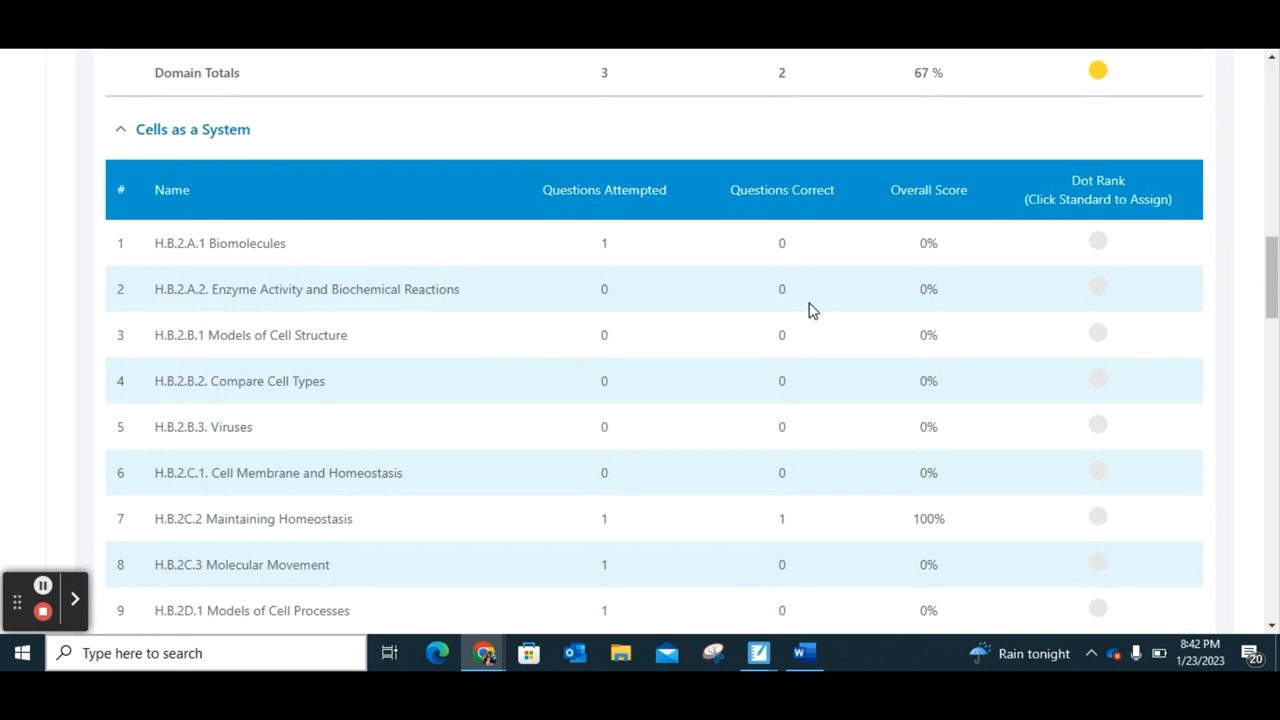 Domain Totals 3 2 67 %
Cells as a System
# Name Questions Attempted Questions Correct Overall Score Dot Rank
(Click Standard to Assign)
1 H.B.2.A.1 Biomolecules 1 0 0%
2 H.B.2.A.2. Enzyme Activity and Biochemical Reactions 0 0 0%
3 H.B.2.B.1 Models of Cell Structure 0 0 0%
4 H.B.2.B.2. Compare Cell Types 0 0 0%
5 H.B.2.B.3. Viruses 0 0 0%
6 H.B.2.C.1. Cell Membrane and Homeostasis 0 0 0%
7 H.B.2C.2 Maintaining Homeostasis 1 1 100%
8 H.B.2C.3 Molecular Movement 1 0 0%
9 H.B.2D.1 Models of Cell Processes 1 0 0%
Type here to search
Rain tonight
8:42 PM
1/23/2023
20